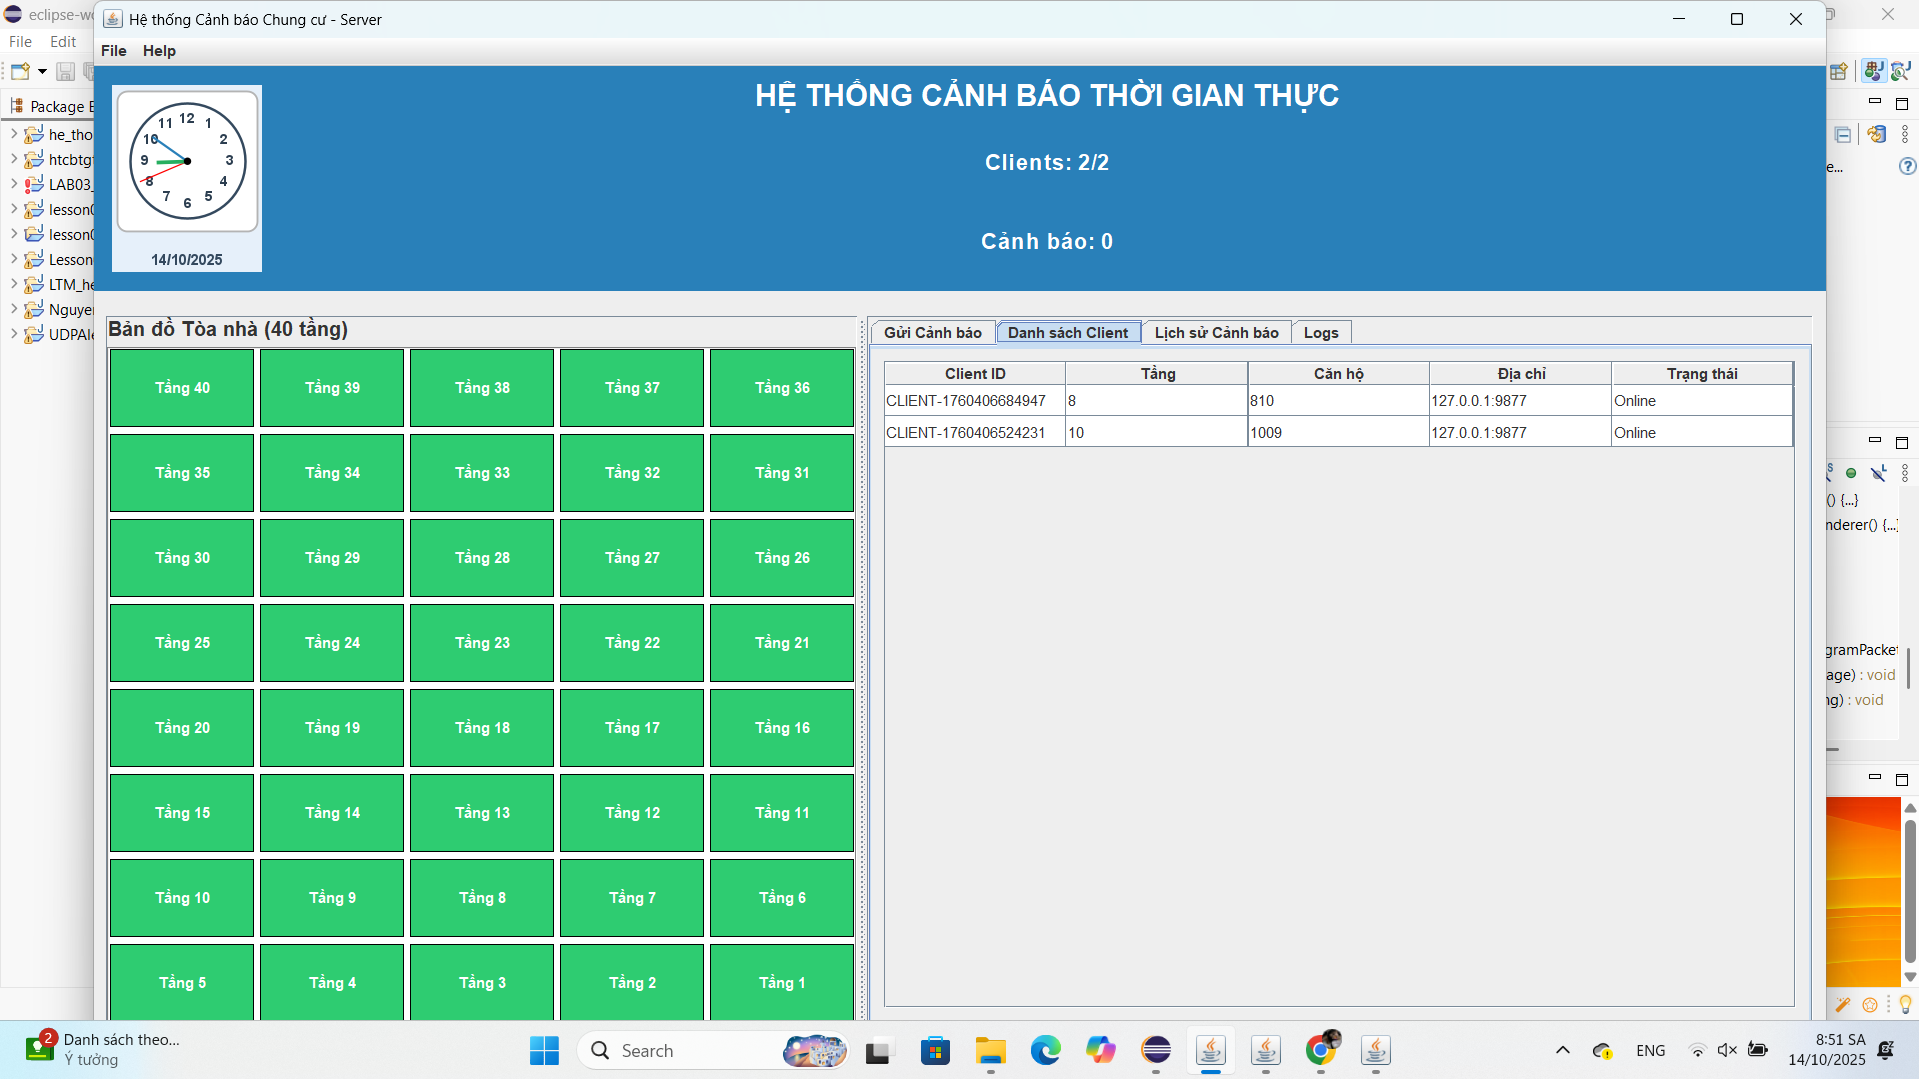 eclipse-wo
Hệ thống Cảnh báo Chung cư - Server
File Edit
File Help
Package E
he_tho
htcbtgt
LAB03_
lesson0
lesson0
Lesson
LTM_he
Nguye
UDPAle
12
1
2
3
4
5
6
7
8
9
10
11
14/10/2025
HỆ THỐNG CẢNH BÁO THỜI GIAN THỰC
Clients: 2/2
Cảnh báo: 0
Bản đồ Tòa nhà (40 tầng)
Tầng 40 Tầng 39 Tầng 38 Tầng 37 Tầng 36
Tầng 35 Tầng 34 Tầng 33 Tầng 32 Tầng 31
Tầng 30 Tầng 29 Tầng 28 Tầng 27 Tầng 26
Tầng 25 Tầng 24 Tầng 23 Tầng 22 Tầng 21
Tầng 20 Tầng 19 Tầng 18 Tầng 17 Tầng 16
Tầng 15 Tầng 14 Tầng 13 Tầng 12 Tầng 11
Tầng 10 Tầng 9 Tầng 8 Tầng 7 Tầng 6
Tầng 5 Tầng 4 Tầng 3 Tầng 2 Tầng 1
Gửi Cảnh báo Danh sách Client Lịch sử Cảnh báo Logs
Client ID Tầng Căn hộ Địa chỉ Trạng thái
CLIENT-1760406684947 8 810 127.0.0.1:9877 Online
CLIENT-1760406524231 10 1009 127.0.0.1:9877 Online
e...
() {...}
nderer() {...}
gramPacket
age) : void
ng) : void
2
Danh sách theo...
Ý tưởng
Search
ENG
8:51 SA
14/10/2025